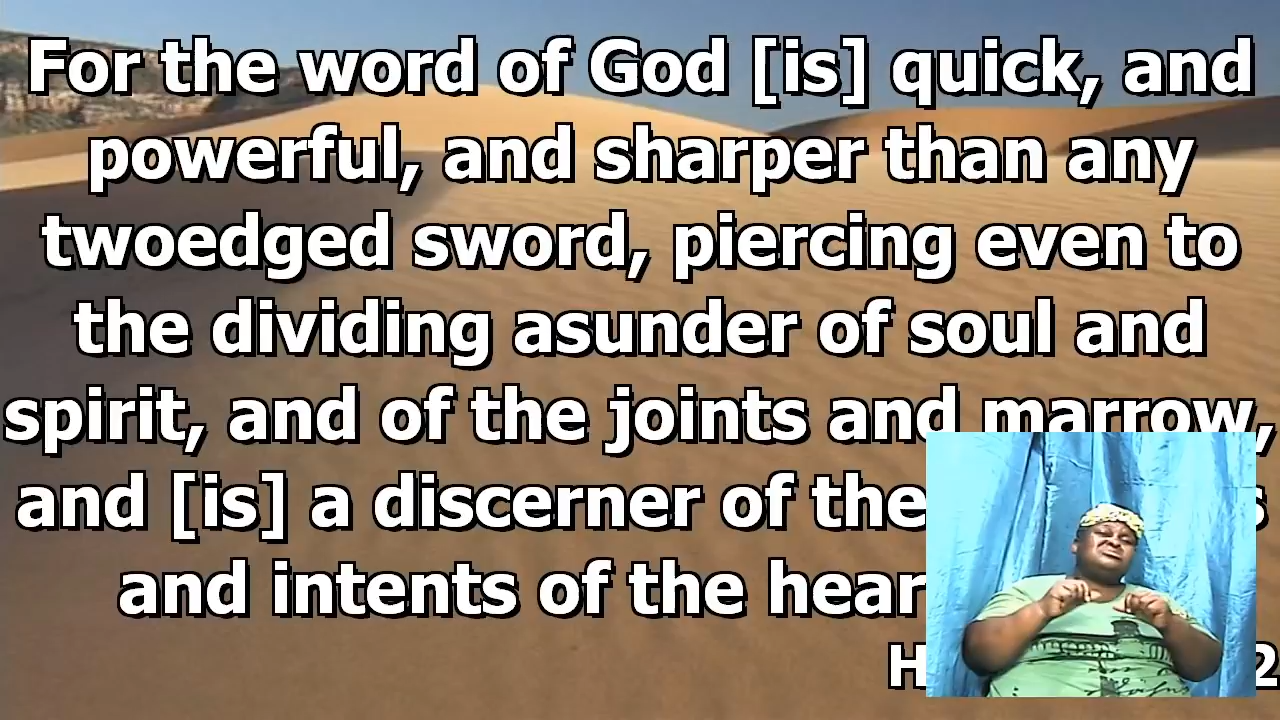 For the word of God [is] quick, and
powerful, and sharper than any
twoedged sword, piercing even to
the dividing asunder of soul and
spirit, and of the joints and marrow,
and [is] a discerner of the
and intents of the